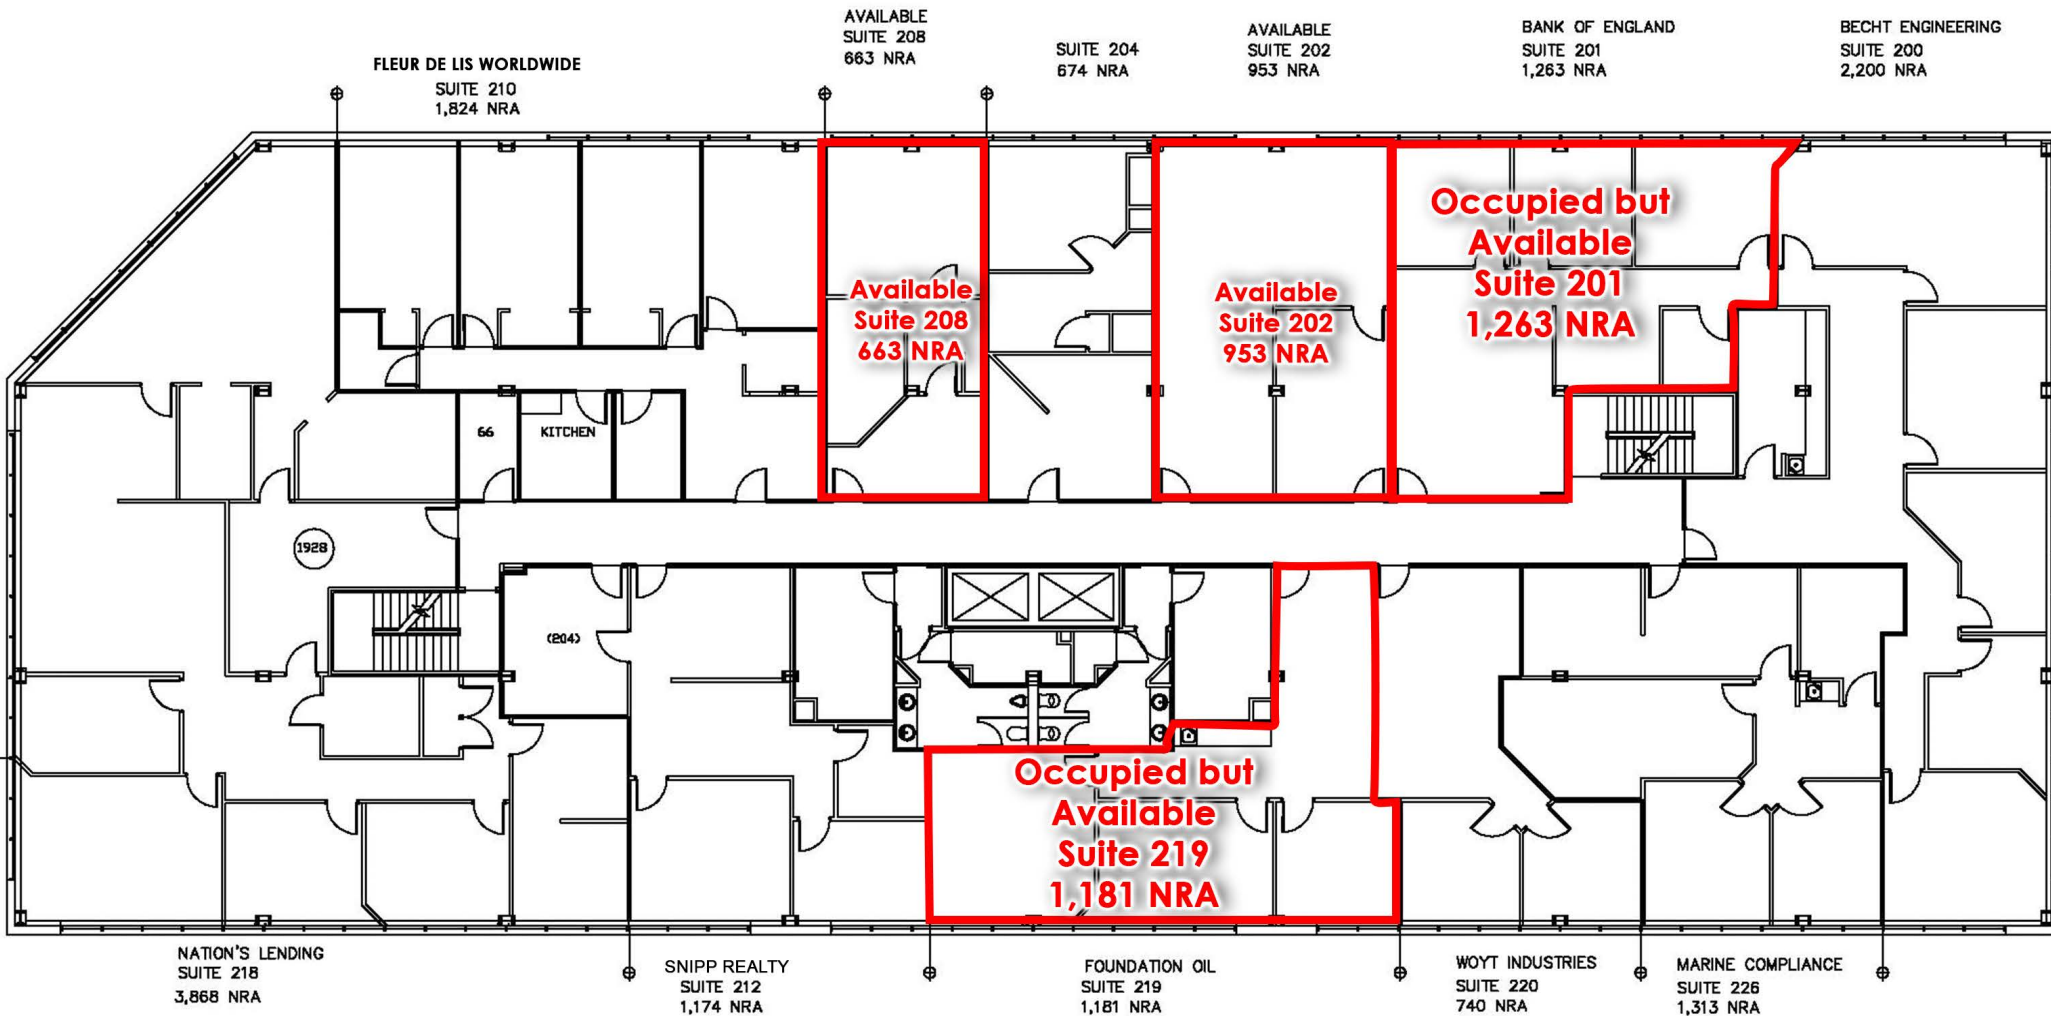 FLEUR DE LIS WORLDWIDE
SUITE 210
1,824 NRA
AVAILABLE
SUITE 208
663 NRA
SUITE 204
674 NRA
AVAILABLE
SUITE 202
953 NRA
BANK OF ENGLAND
SUITE 201
1,263 NRA
BECHT ENGINEERING
SUITE 200
2,200 NRA
Available
Suite 208
663 NRA
Available
Suite 202
953 NRA
Occupied but
Available
Suite 201
1,263 NRA
66
KITCHEN
1928
(204)
Occupied but
Available
Suite 219
1,181 NRA
NATION'S LENDING
SUITE 218
3,868 NRA
SNIPP REALTY
SUITE 212
1,174 NRA
FOUNDATION OIL
SUITE 219
1,181 NRA
WOYT INDUSTRIES
SUITE 220
740 NRA
MARINE COMPLIANCE
SUITE 226
1,313 NRA